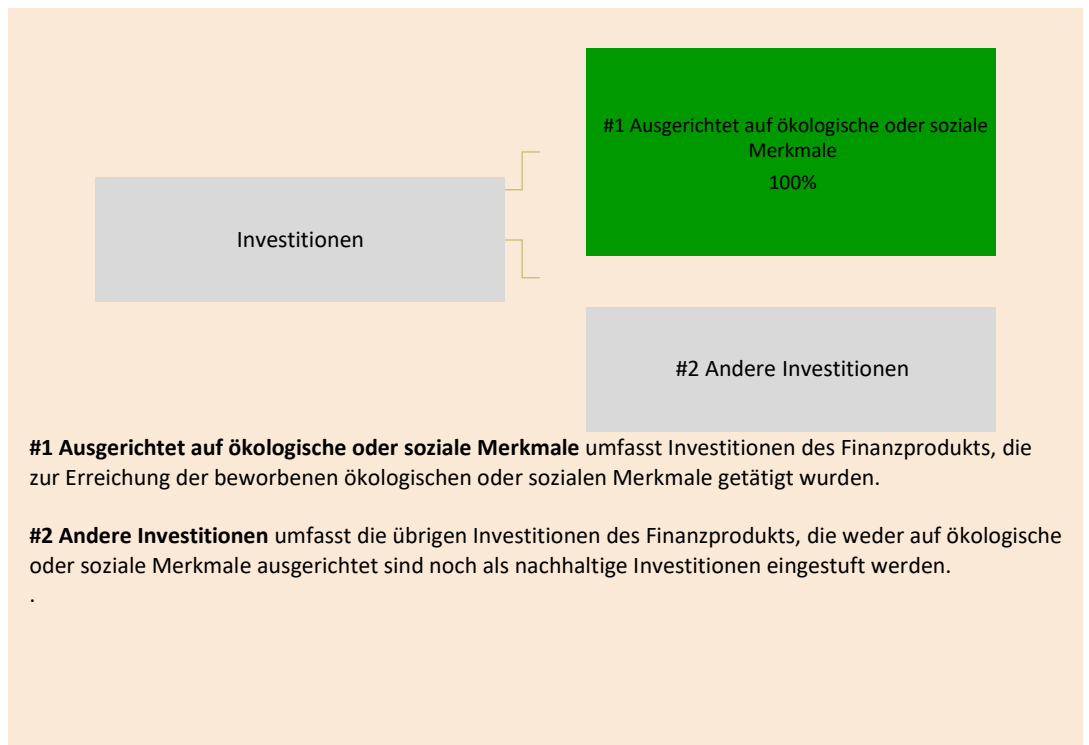 #1 Ausgerichtet auf ökologische oder soziale
Merkmale
100%
Investitionen
#2 Andere Investitionen
#1 Ausgerichtet auf ökologische oder soziale Merkmale umfasst Investitionen des Finanzprodukts, die
zur Erreichung der beworbenen ökologischen oder sozialen Merkmale getätigt wurden.
#2 Andere Investitionen umfasst die übrigen Investitionen des Finanzprodukts, die weder auf ökologische
oder soziale Merkmale ausgerichtet sind noch als nachhaltige Investitionen eingestuft werden.
.